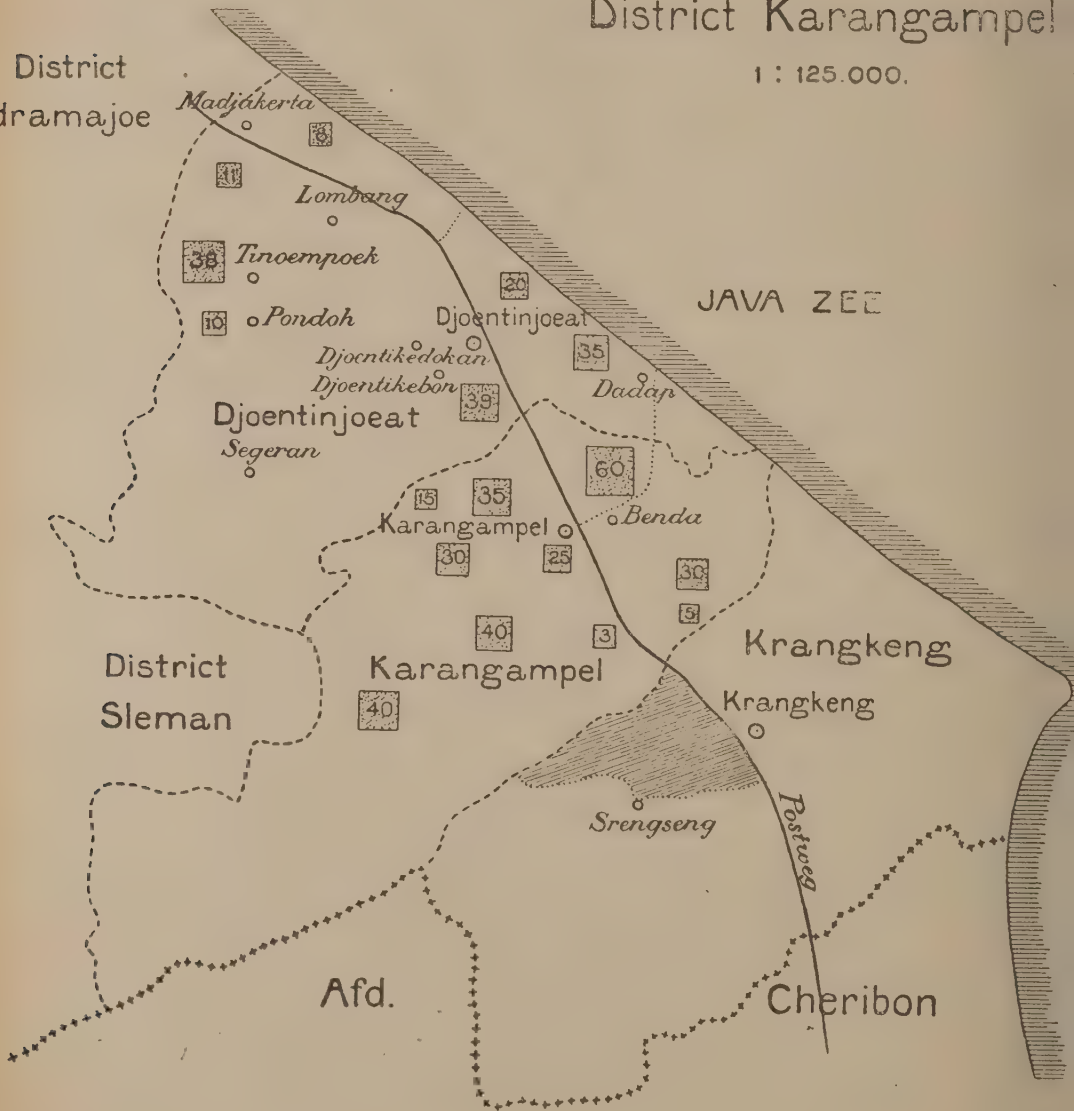 District Karangampel
1 : 125.000.
District
dramajoe
Madjakerta
8
11
Lombang
38
Tinoempoek
20
JAVA ZEE
10
Pondoh
Djoentinjoeat
Djoentikedokan
35
Djoentikebon
Dadap
39
Djoentinjoeat
Segeran
60
15
35
Karangampel
Benda
30
25
30
5
40
3
District
Sleman
Karangampel
Krangkeng
40
Krangkeng
Srengseng
Postweg
Afd.
Cheribon